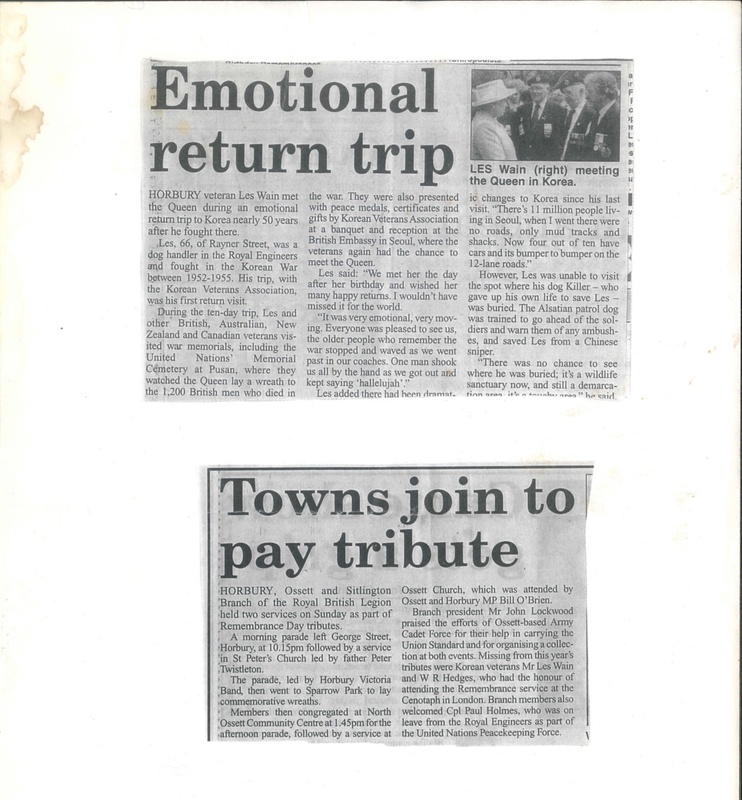 Emotional
return trip
HORBURY veteran Les Wain met
the Queen during an emotional
return trip to Korea nearly 50 years
after he fought there.
Les, 66, of Rayner Street, was a
dog handler in the Royal Engineers
and fought in the Korean War
between 1952-1955. His trip, with
the Korean Veterans Association,
was his first return visit.
During the ten-day trip, Les and
other British, Australian, New
Zealand and Canadian veterans vis-
ited war memorials, including the
United Nations' Memorial
Cemetery at Pusan, where they
watched the Queen lay a wreath to
the 1,200 British men who died in
the war. They were also presented
with peace medals, certificates and
gifts by Korean Veterans Association
at a banquet and reception at the
British Embassy in Seoul, where the
veterans again had the chance to
meet the Queen.
Les said: "We met her the day
after her birthday and wished her
many happy returns. I wouldn't have
missed it for the world.
"It was very emotional, very mov-
ing. Everyone was pleased to see us,
the older people who remember the
war stopped and waved as we went
past in our coaches. One man shook
us all by the hand as we got out and
kept saying 'hallelujah'."
Les added there had been dramat-
LES Wain (right) meeting
the Queen in Korea.
ic changes to Korea since his last
visit. "There's 11 million people liv-
ing in Seoul, when I went there were
no roads, only mud tracks and
shacks. Now four out of ten have
cars and its bumper to bumper on the
12-lane roads."
However, Les was unable to visit
the spot where his dog Killer – who
gave up his own life to save Les –
was buried. The Alsatian patrol dog
was trained to go ahead of the sol-
diers and warn them of any ambush-
es, and saved Les from a Chinese
sniper.
"There was no chance to see
where he was buried; it's a wildlife
sanctuary now, and still a demarca-
tion area, it's a touchy area," he said.
Towns join to
pay tribute
HORBURY, Ossett and Sitlington
Branch of the Royal British Legion
held two services on Sunday as part of
Remembrance Day tributes.
A morning parade left George Street,
Horbury, at 10.15pm followed by a service
in St Peter's Church led by father Peter
Twistleton.
The parade, led by Horbury Victoria
Band, then went to Sparrow Park to lay
commemorative wreaths.
Members then congregated at North
Ossett Community Centre at 1.45pm for the
afternoon parade, followed by a service at
Ossett Church, which was attended by
Ossett and Horbury MP Bill O'Brien.
Branch president Mr John Lockwood
praised the efforts of Ossett-based Army
Cadet Force for their help in carrying the
Union Standard and for organising a collec-
tion at both events. Missing from this year's
tributes were Korean veterans Mr Les Wain
and W R Hedges, who had the honour of
attending the Remembrance service at the
Cenotaph in London. Branch members also
welcomed Cpl Paul Holmes, who was on
leave from the Royal Engineers as part of
the United Nations Peacekeeping Force.